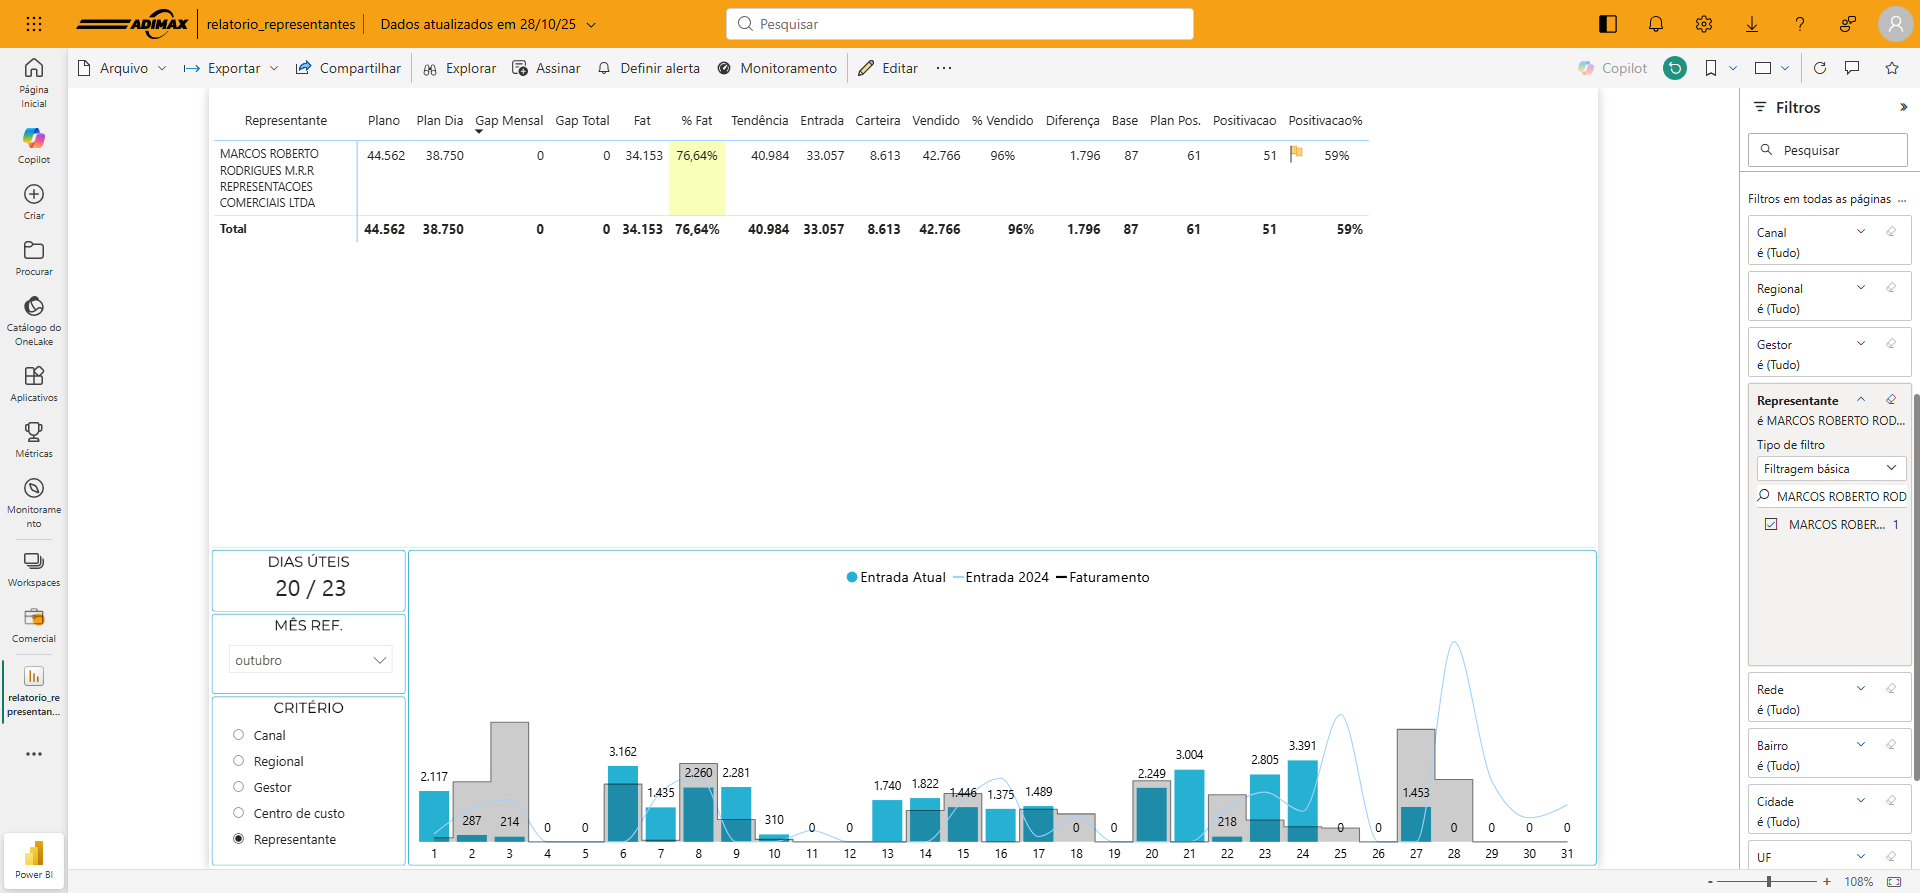 ADIMAX
relatorio_representantes
Dados atualizados em 28/10/25
Pesquisar
Arquivo
Exportar
Compartilhar
Explorar
Assinar
Definir alerta
Monitoramento
Editar
Copilot
Página
Inicial
Copilot
Criar
Procurar
Catálogo do
OneLake
Aplicativos
Métricas
Monitorame
nto
Workspaces
Comercial
relatorio_re
presentan...
Power BI
Representante Plano Plan Dia Gap Mensal Gap Total Fat % Fat Tendência Entrada Carteira Vendido % Vendido Diferença Base Plan Pos. Positivacao Positivacao%
MARCOS ROBERTO 44.562 38.750 0 0 34.153 76,64% 40.984 33.057 8.613 42.766 96% 1.796 87 61 51 59%
RODRIGUES M.R.R
REPRESENTACOES
COMERCIAIS LTDA
Total 44.562 38.750 0 0 34.153 76,64% 40.984 33.057 8.613 42.766 96% 1.796 87 61 51 59%
DIAS ÚTEIS
20 / 23
MÊS REF.
outubro
CRITÉRIO
Canal
Regional
Gestor
Centro de custo
Representante
Entrada Atual Entrada 2024 Faturamento
2.117 287 214 0 0 3.162 1.435 2.260 2.281 310 0 0 1.740 1.822 1.446 1.375 1.489 0 0 2.249 3.004 218 2.805 3.391 0 0 1.453 0 0 0 0
1 2 3 4 5 6 7 8 9 10 11 12 13 14 15 16 17 18 19 20 21 22 23 24 25 26 27 28 29 30 31
Filtros
Pesquisar
Filtros em todas as páginas ...
Canal
é (Tudo)
Regional
é (Tudo)
Gestor
é (Tudo)
Representante
é MARCOS ROBERTO ROD...
Tipo de filtro
Filtragem básica
MARCOS ROBERTO ROD
MARCOS ROBER... 1
Rede
é (Tudo)
Bairro
é (Tudo)
Cidade
é (Tudo)
UF
- + 108%